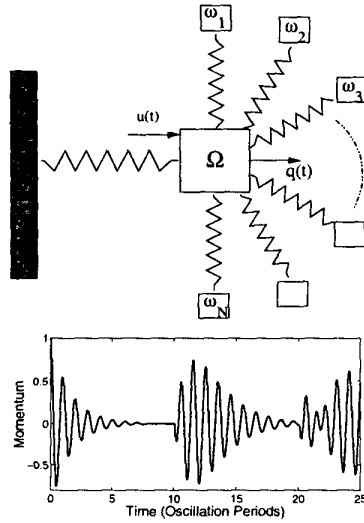 ω1
ω2
ω3
u(t)
Ω
q(t)
ωN
1
0.5
0
-0.5
Momentum
0 5 10 15 20 25
Time (Oscillation Periods)